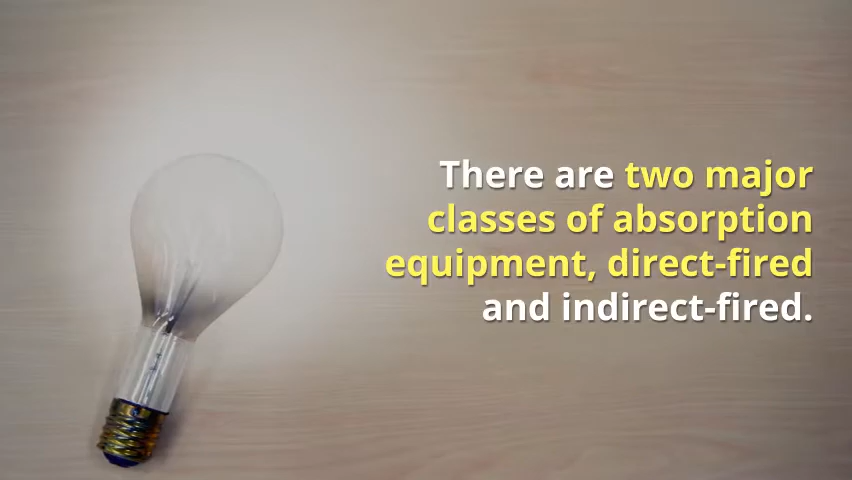 There are two major
classes of absorption
equipment, direct-fired
and indirect-fired.